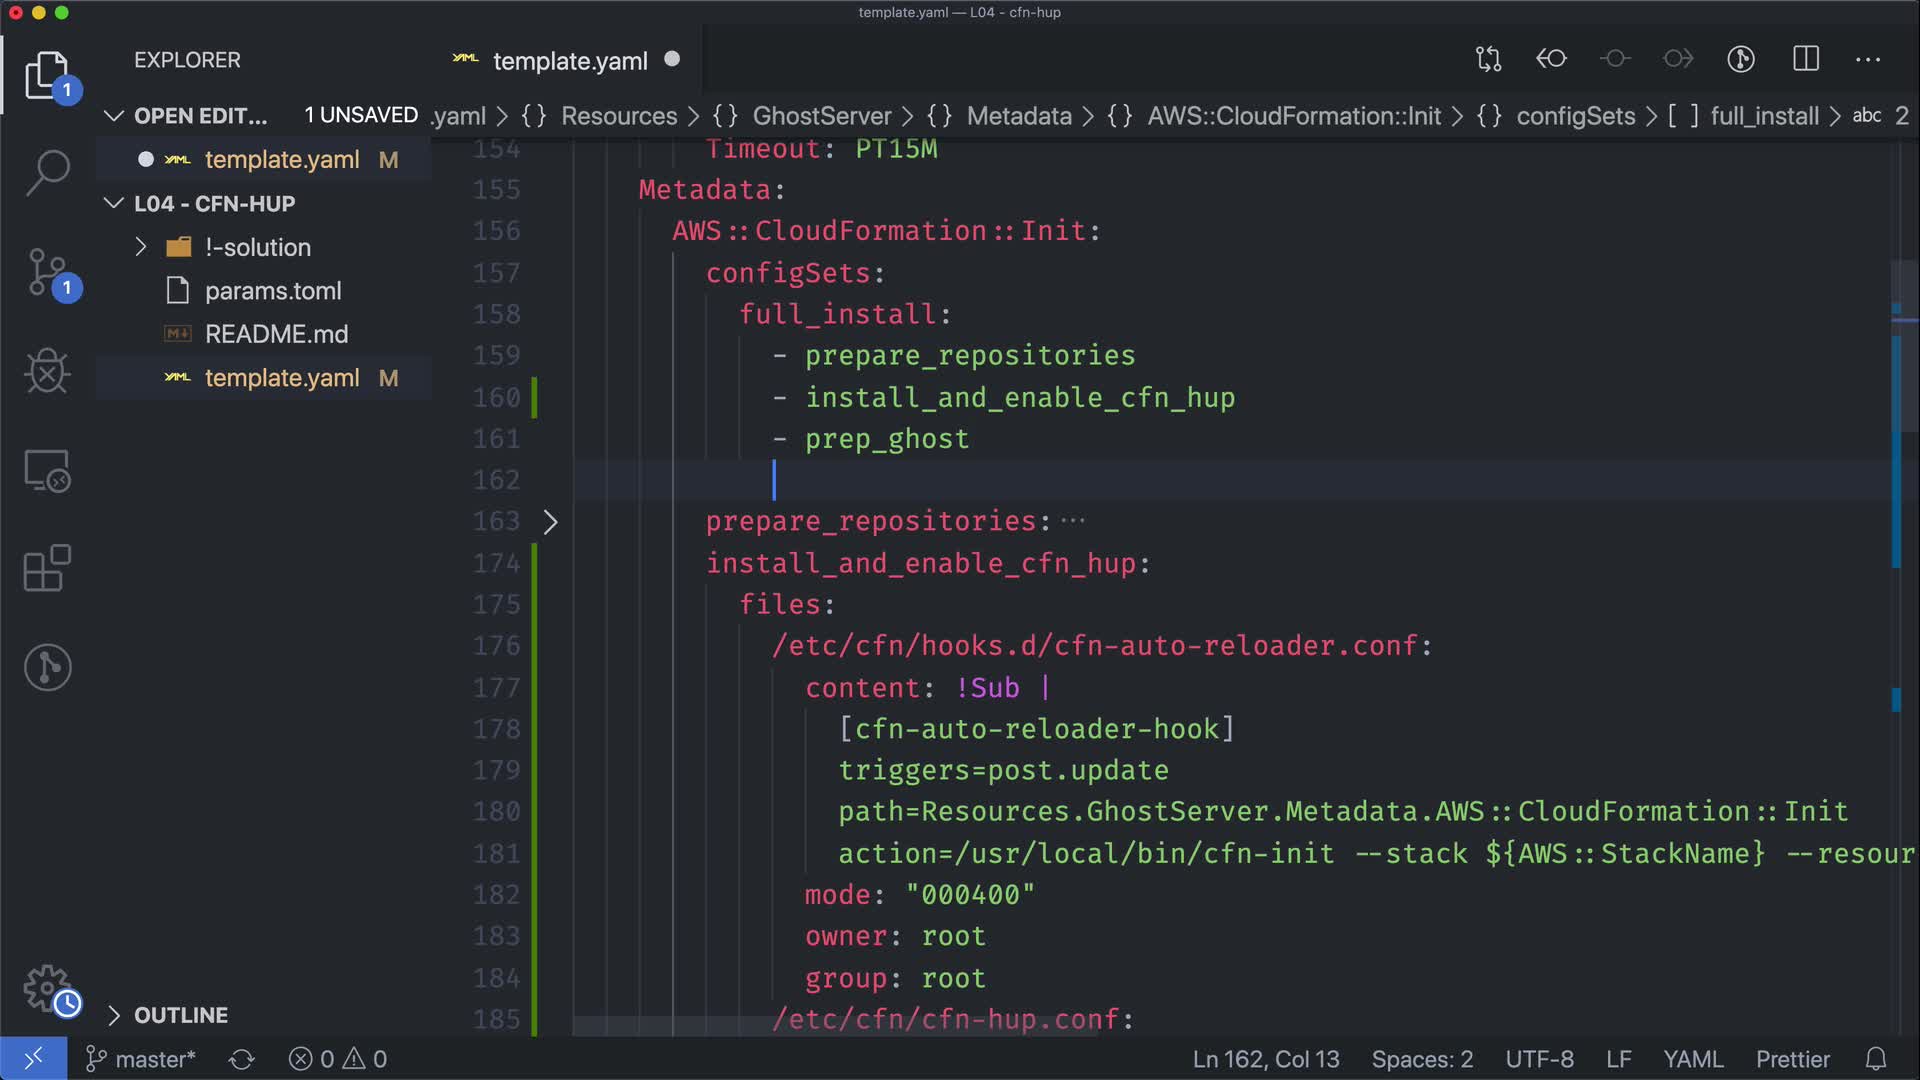 template.yaml — L04 - cfn-hup
EXPLORER
YAML template.yaml
1
OPEN EDIT... 1 UNSAVED
.yaml > {} Resources > {} GhostServer > {} Metadata > {} AWS::CloudFormation::Init > {} configSets > [ ] full_install > abc 2
YAML template.yaml M
L04 - CFN-HUP
!-solution
params.toml
README.md
YAML template.yaml M
1
154 Timeout: PT15M
155 Metadata:
156 AWS::CloudFormation::Init:
157 configSets:
158 full_install:
159 - prepare_repositories
160 - install_and_enable_cfn_hup
161 - prep_ghost
162
163 prepare_repositories: ...
174 install_and_enable_cfn_hup:
175 files:
176 /etc/cfn/hooks.d/cfn-auto-reloader.conf:
177 content: !Sub |
178 [cfn-auto-reloader-hook]
179 triggers=post.update
180 path=Resources.GhostServer.Metadata.AWS::CloudFormation::Init
181 action=/usr/local/bin/cfn-init --stack ${AWS::StackName} --resour
182 mode: "000400"
183 owner: root
184 group: root
185 /etc/cfn/cfn-hup.conf:
OUTLINE
master* 0 0
Ln 162, Col 13 Spaces: 2 UTF-8 LF YAML Prettier